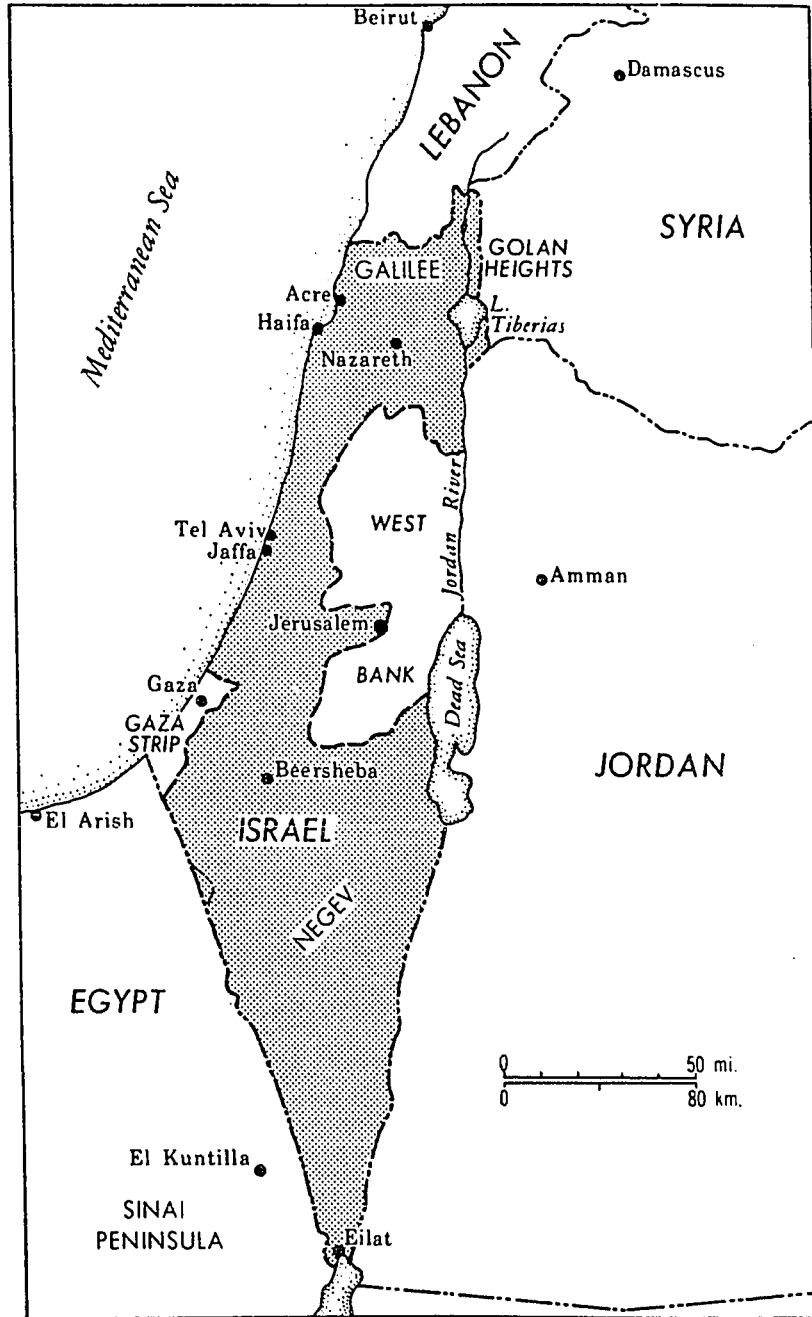 Beirut
Damascus
LEBANON
Mediterranean Sea
SYRIA
GALILEE
GOLAN
HEIGHTS
Acre
L.
Tiberias
Haifa
Nazareth
WEST
Jordan River
Tel Aviv
Jaffa
Amman
Jerusalem
BANK
Dead Sea
Gaza
GAZA
STRIP
Beersheba
JORDAN
El Arish
ISRAEL
NEGEV
EGYPT
0 50 mi.
0 80 km.
El Kuntilla
SINAI
PENINSULA
Eilat